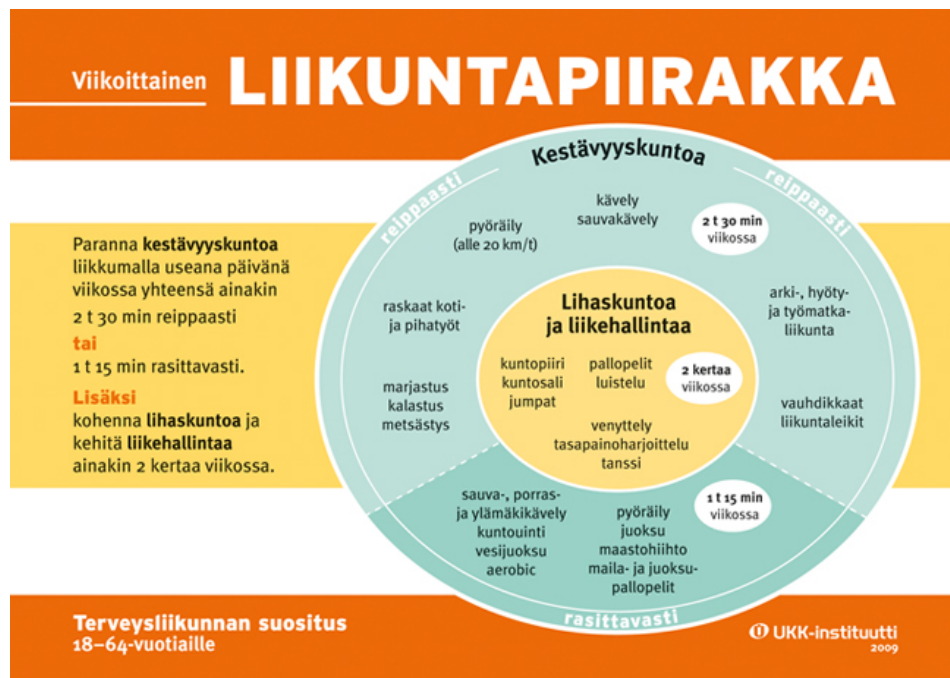 Viikoittainen LIIKUNTAPIIRAKKA
Paranna kestävyyskuntoa
liikkumalla useana päivänä
viikossa yhteensä ainakin
2 t 30 min reippaasti
tai
1 t 15 min rasittavasti.
Lisäksi
kohenna lihaskuntoa ja
kehitä liikehallintaa
ainakin 2 kertaa viikossa.
Kestävyyskuntoa
reippaasti
reippaasti
kävely
sauvakävely
2 t 30 min
viikossa
pyöräily
(alle 20 km/t)
raskaat koti-
ja pihatyöt
marjastus
kalastus
metsästys
arki-, hyöty-
ja työmatka-
liikunta
vauhdikkaat
liikuntaleikit
Lihaskuntoa
ja liikehallintaa
kuntopiiri
kuntosali
jumpat
pallopelit
luistelu
2 kertaa
viikossa
venyttely
tasapainoharjoittelu
tanssi
sauva-, porras-
ja ylämäkikävely
kuntouinti
vesijuoksu
aerobic
pyöräily
juoksu
maastohiihto
maila- ja juoksu-
pallopelit
1 t 15 min
viikossa
rasittavasti
Terveysliikunnan suositus
18–64-vuotiaille
UKK-instituutti
2009